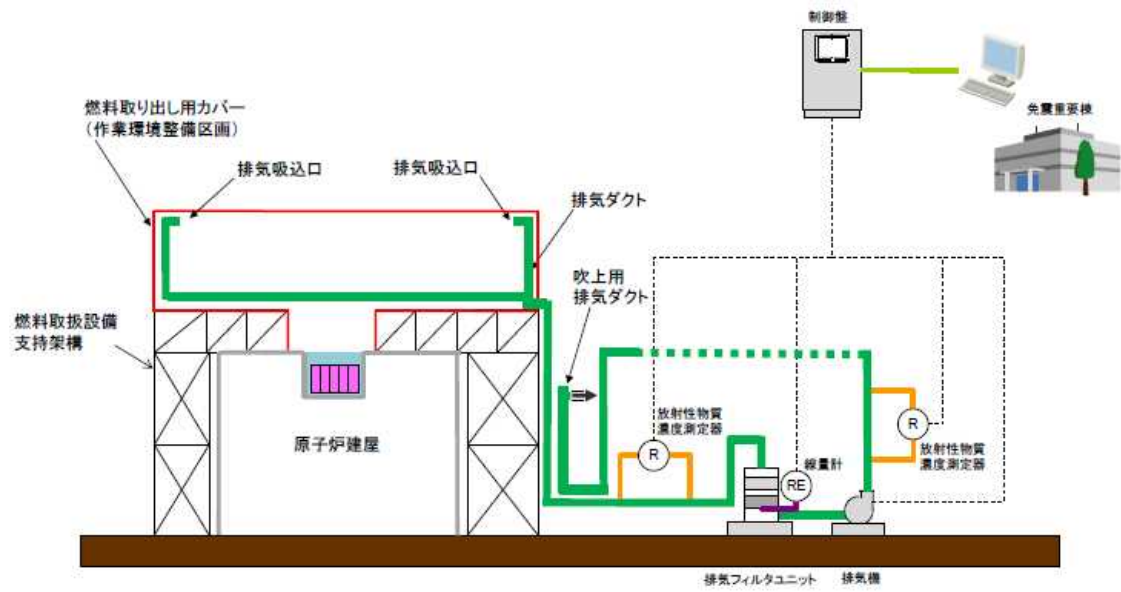 制御盤
免震重要棟
燃料取り出し用カバー
（作業環境整備区画）
排気吸込口
排気吸込口
排気ダクト
吹上用
排気ダクト
燃料取扱設備
支持架構
原子炉建屋
放射性物質
濃度測定器
R
線量計
RE
R
放射性物質
濃度測定器
排気フィルタユニット
排気機